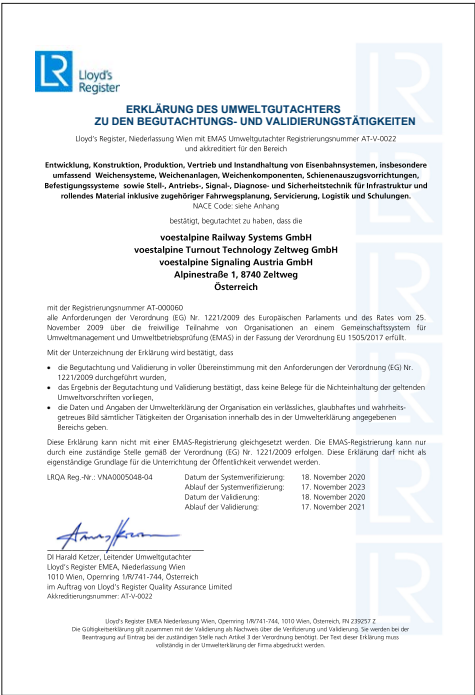 LR
Lloyd's
Register
ERKLÄRUNG DES UMWELTGUTACHTERS
ZU DEN BEGUTACHTUNGS- UND VALIDIERUNGSTÄTIGKEITEN
Lloyd's Register, Niederlassung Wien mit EMAS Umweltgutachter Registrierungsnummer AT-V-0022
und akkreditiert für den Bereich
Entwicklung, Konstruktion, Produktion, Vertrieb und Instandhaltung von Eisenbahnsystemen, insbesondere
umfassend Weichensysteme, Weichenanlagen, Weichenkomponenten, Schienenauszugsvorrichtungen,
Befestigungssysteme sowie Stell-, Antriebs-, Signal-, Diagnose- und Sicherheitstechnik für Infrastruktur und
rollendes Material inklusive zugehöriger Fahrwegsplanung, Servicierung, Logistik und Schulungen.
NACE Code: siehe Anhang
bestätigt, begutachtet zu haben, dass die
voestalpine Railway Systems GmbH
voestalpine Turnout Technology Zeltweg GmbH
voestalpine Signaling Austria GmbH
Alpinestraße 1, 8740 Zeltweg
Österreich
mit der Registrierungsnummer AT-000060
alle Anforderungen der Verordnung (EG) Nr. 1221/2009 des Europäischen Parlaments und des Rates vom 25.
November 2009 über die freiwillige Teilnahme von Organisationen an einem Gemeinschaftssystem für
Umweltmanagement und Umweltbetriebsprüfung (EMAS) in der Fassung der Verordnung EU 1505/2017 erfüllt.
Mit der Unterzeichnung der Erklärung wird bestätigt, dass
• die Begutachtung und Validierung in voller Übereinstimmung mit den Anforderungen der Verordnung (EG) Nr.
1221/2009 durchgeführt wurden,
• das Ergebnis der Begutachtung und Validierung bestätigt, dass keine Belege für die Nichteinhaltung der geltenden
Umweltvorschriften vorliegen,
• die Daten und Angaben der Umwelterklärung der Organisation ein verlässliches, glaubhaftes und wahrheits-
getreues Bild sämtlicher Tätigkeiten der Organisation innerhalb des in der Umwelterklärung angegebenen
Bereichs geben.
Diese Erklärung kann nicht mit einer EMAS-Registrierung gleichgesetzt werden. Die EMAS-Registrierung kann nur
durch eine zuständige Stelle gemäß der Verordnung (EG) Nr. 1221/2009 erfolgen. Diese Erklärung darf nicht als
eigenständige Grundlage für die Unterrichtung der Öffentlichkeit verwendet werden.
LRQA Reg.-Nr.: VNA0005048-04 Datum der Systemverifizierung: 18. November 2020
Ablauf der Systemverifizierung: 17. November 2023
Datum der Validierung: 18. November 2020
Ablauf der Validierung: 17. November 2021
DI Harald Ketzer, Leitender Umweltgutachter
Lloyd's Register EMEA, Niederlassung Wien
1010 Wien, Opernring 1/R/741-744, Österreich
im Auftrag von Lloyd's Register Quality Assurance Limited
Akkreditierungsnummer: AT-V-0022
Lloyd's Register EMEA Niederlassung Wien, Opernring 1/R/741-744, 1010 Wien, Österreich, FN 239257 Z
Die Gültigkeitserklärung gilt zusammen mit der Validierung als Nachweis über die Verifizierung und Validierung. Sie werden bei der
Beantragung auf Eintrag bei der zuständigen Stelle nach Artikel 3 der Verordnung benötigt. Der Text dieser Erklärung muss
vollständig in der Umwelterklärung der Firma abgedruckt werden.